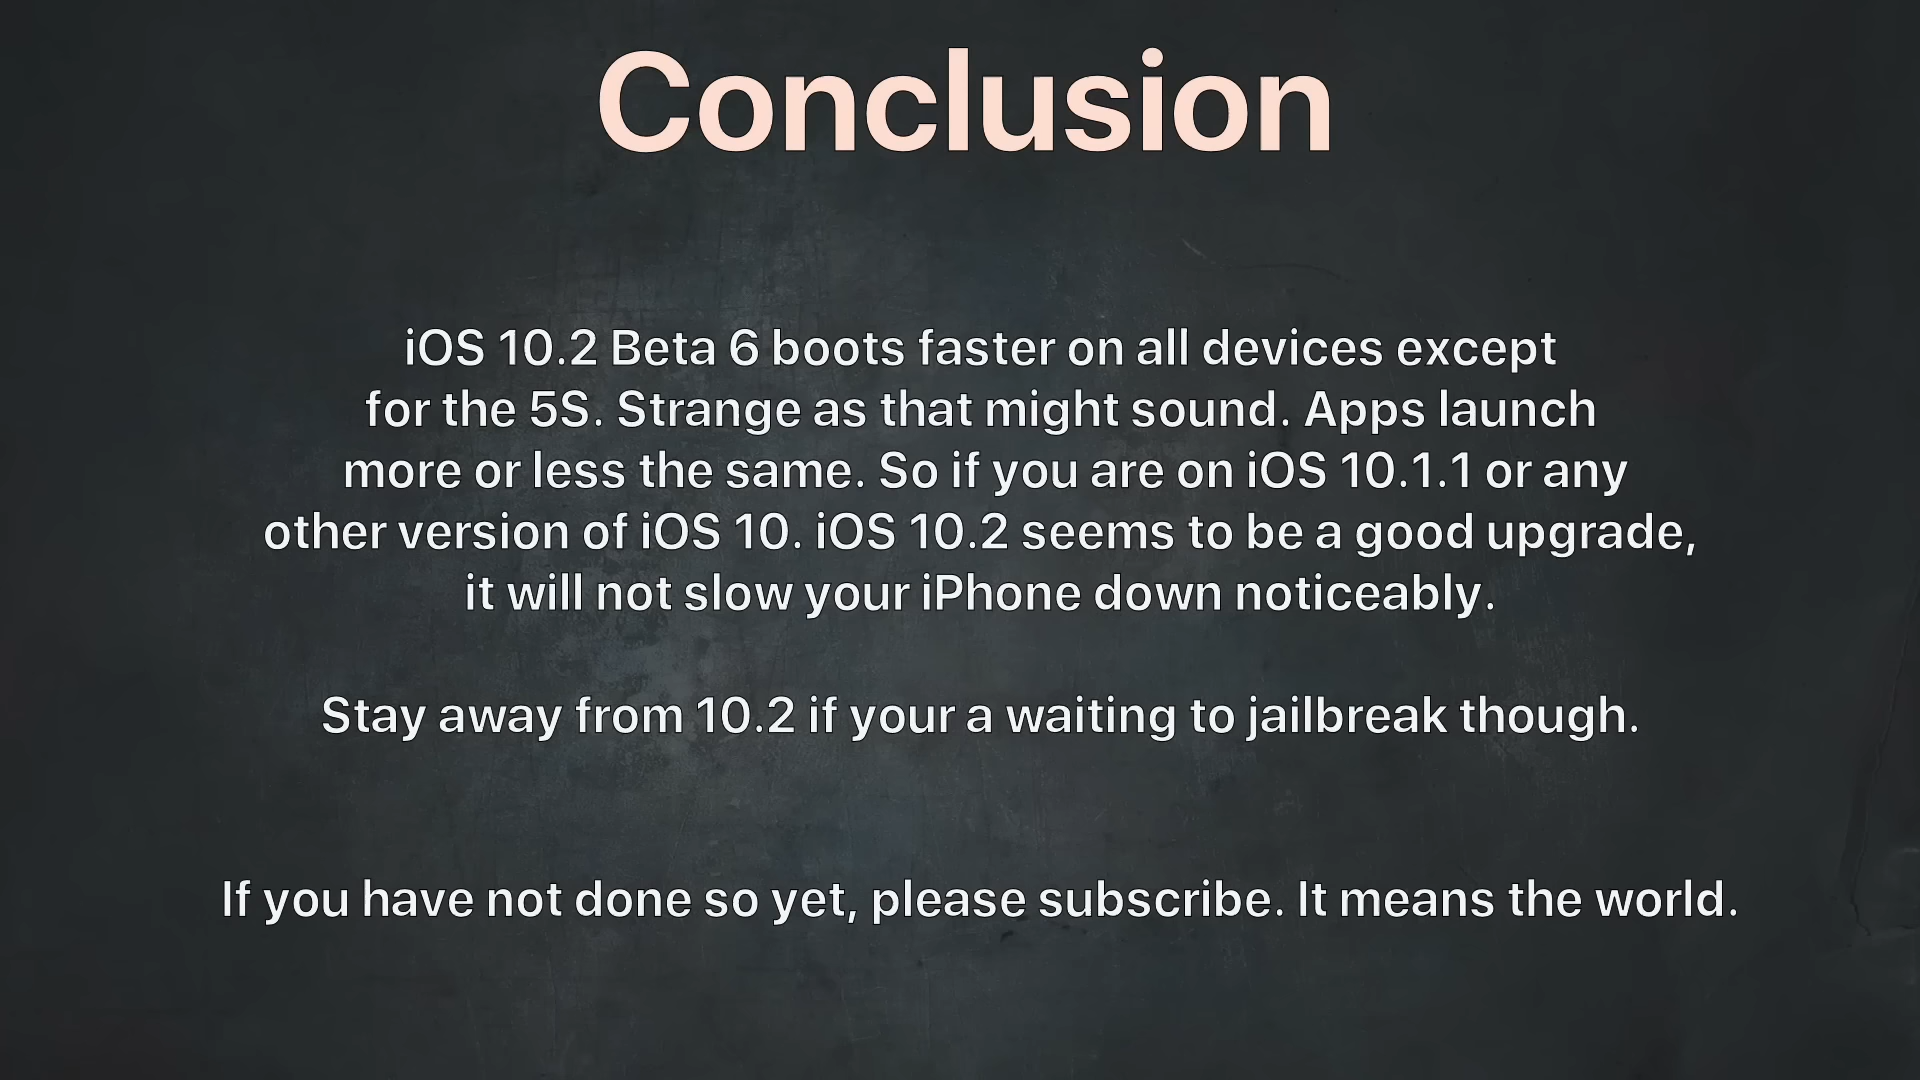 Conclusion
iOS 10.2 Beta 6 boots faster on all devices except
for the 5S. Strange as that might sound. Apps launch
more or less the same. So if you are on iOS 10.1.1 or any
other version of iOS 10. iOS 10.2 seems to be a good upgrade,
it will not slow your iPhone down noticeably.
Stay away from 10.2 if your a waiting to jailbreak though.
If you have not done so yet, please subscribe. It means the world.